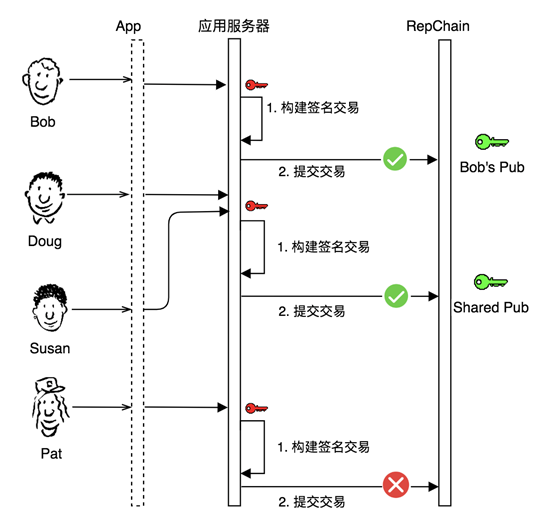 App
应用服务器
RepChain
Bob
1. 构建签名交易
2. 提交交易
Bob's Pub
Doug
1. 构建签名交易
2. 提交交易
Shared Pub
Susan
Pat
1. 构建签名交易
2. 提交交易